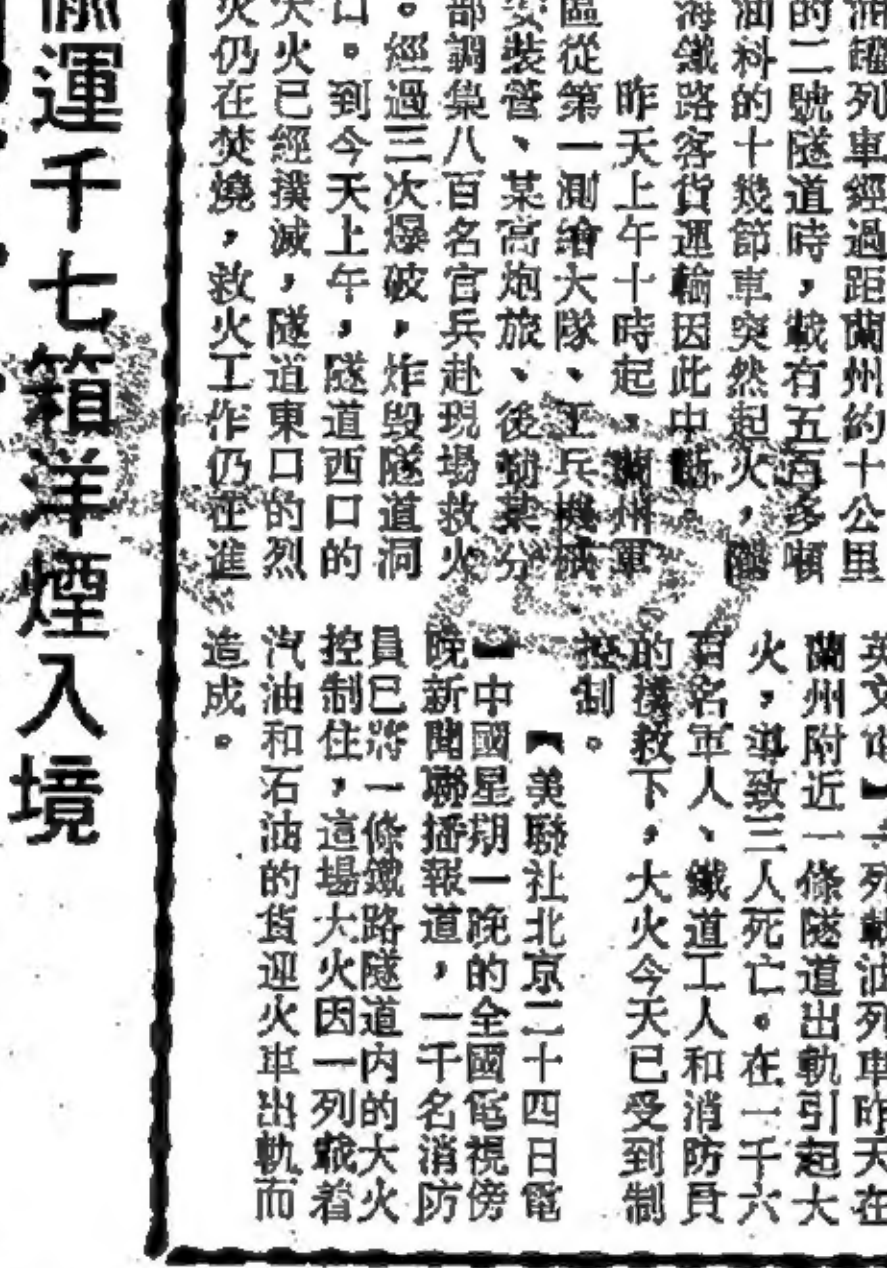 油罐列車經過距蘭州約十公里
的二號隧道時，載有五百多噸
油料的十幾節車突然起火，隴
海鐵路客貨運輸因此中斷。
昨天上午十時起，蘭州軍
區從第一測繪大隊、工兵機械
安裝營、某高炮旅、後勤某分
部調集八百名官兵赴現場救火
。經過三次爆破，炸毀隧道洞
口。到今天上午，隧道西口的
大火已經撲滅，隧道東口的烈
火仍在焚燒，救火工作仍在進
英文電】一列載油列車昨天在
蘭州附近一條隧道出軌引起大
火，導致三人死亡。在一千六
百名軍人、鐵道工人和消防員
的撲救下，大火今天已受到制
控制。
【美聯社北京二十四日電
】中國星期一晚的全國電視傍
晚新聞聯播報道，一千名消防
員已將一條鐵路隧道內的大火
控制住，這場大火因一列載着
汽油和石油的貨運火車出軌而
造成。
偷運千七箱洋煙入境